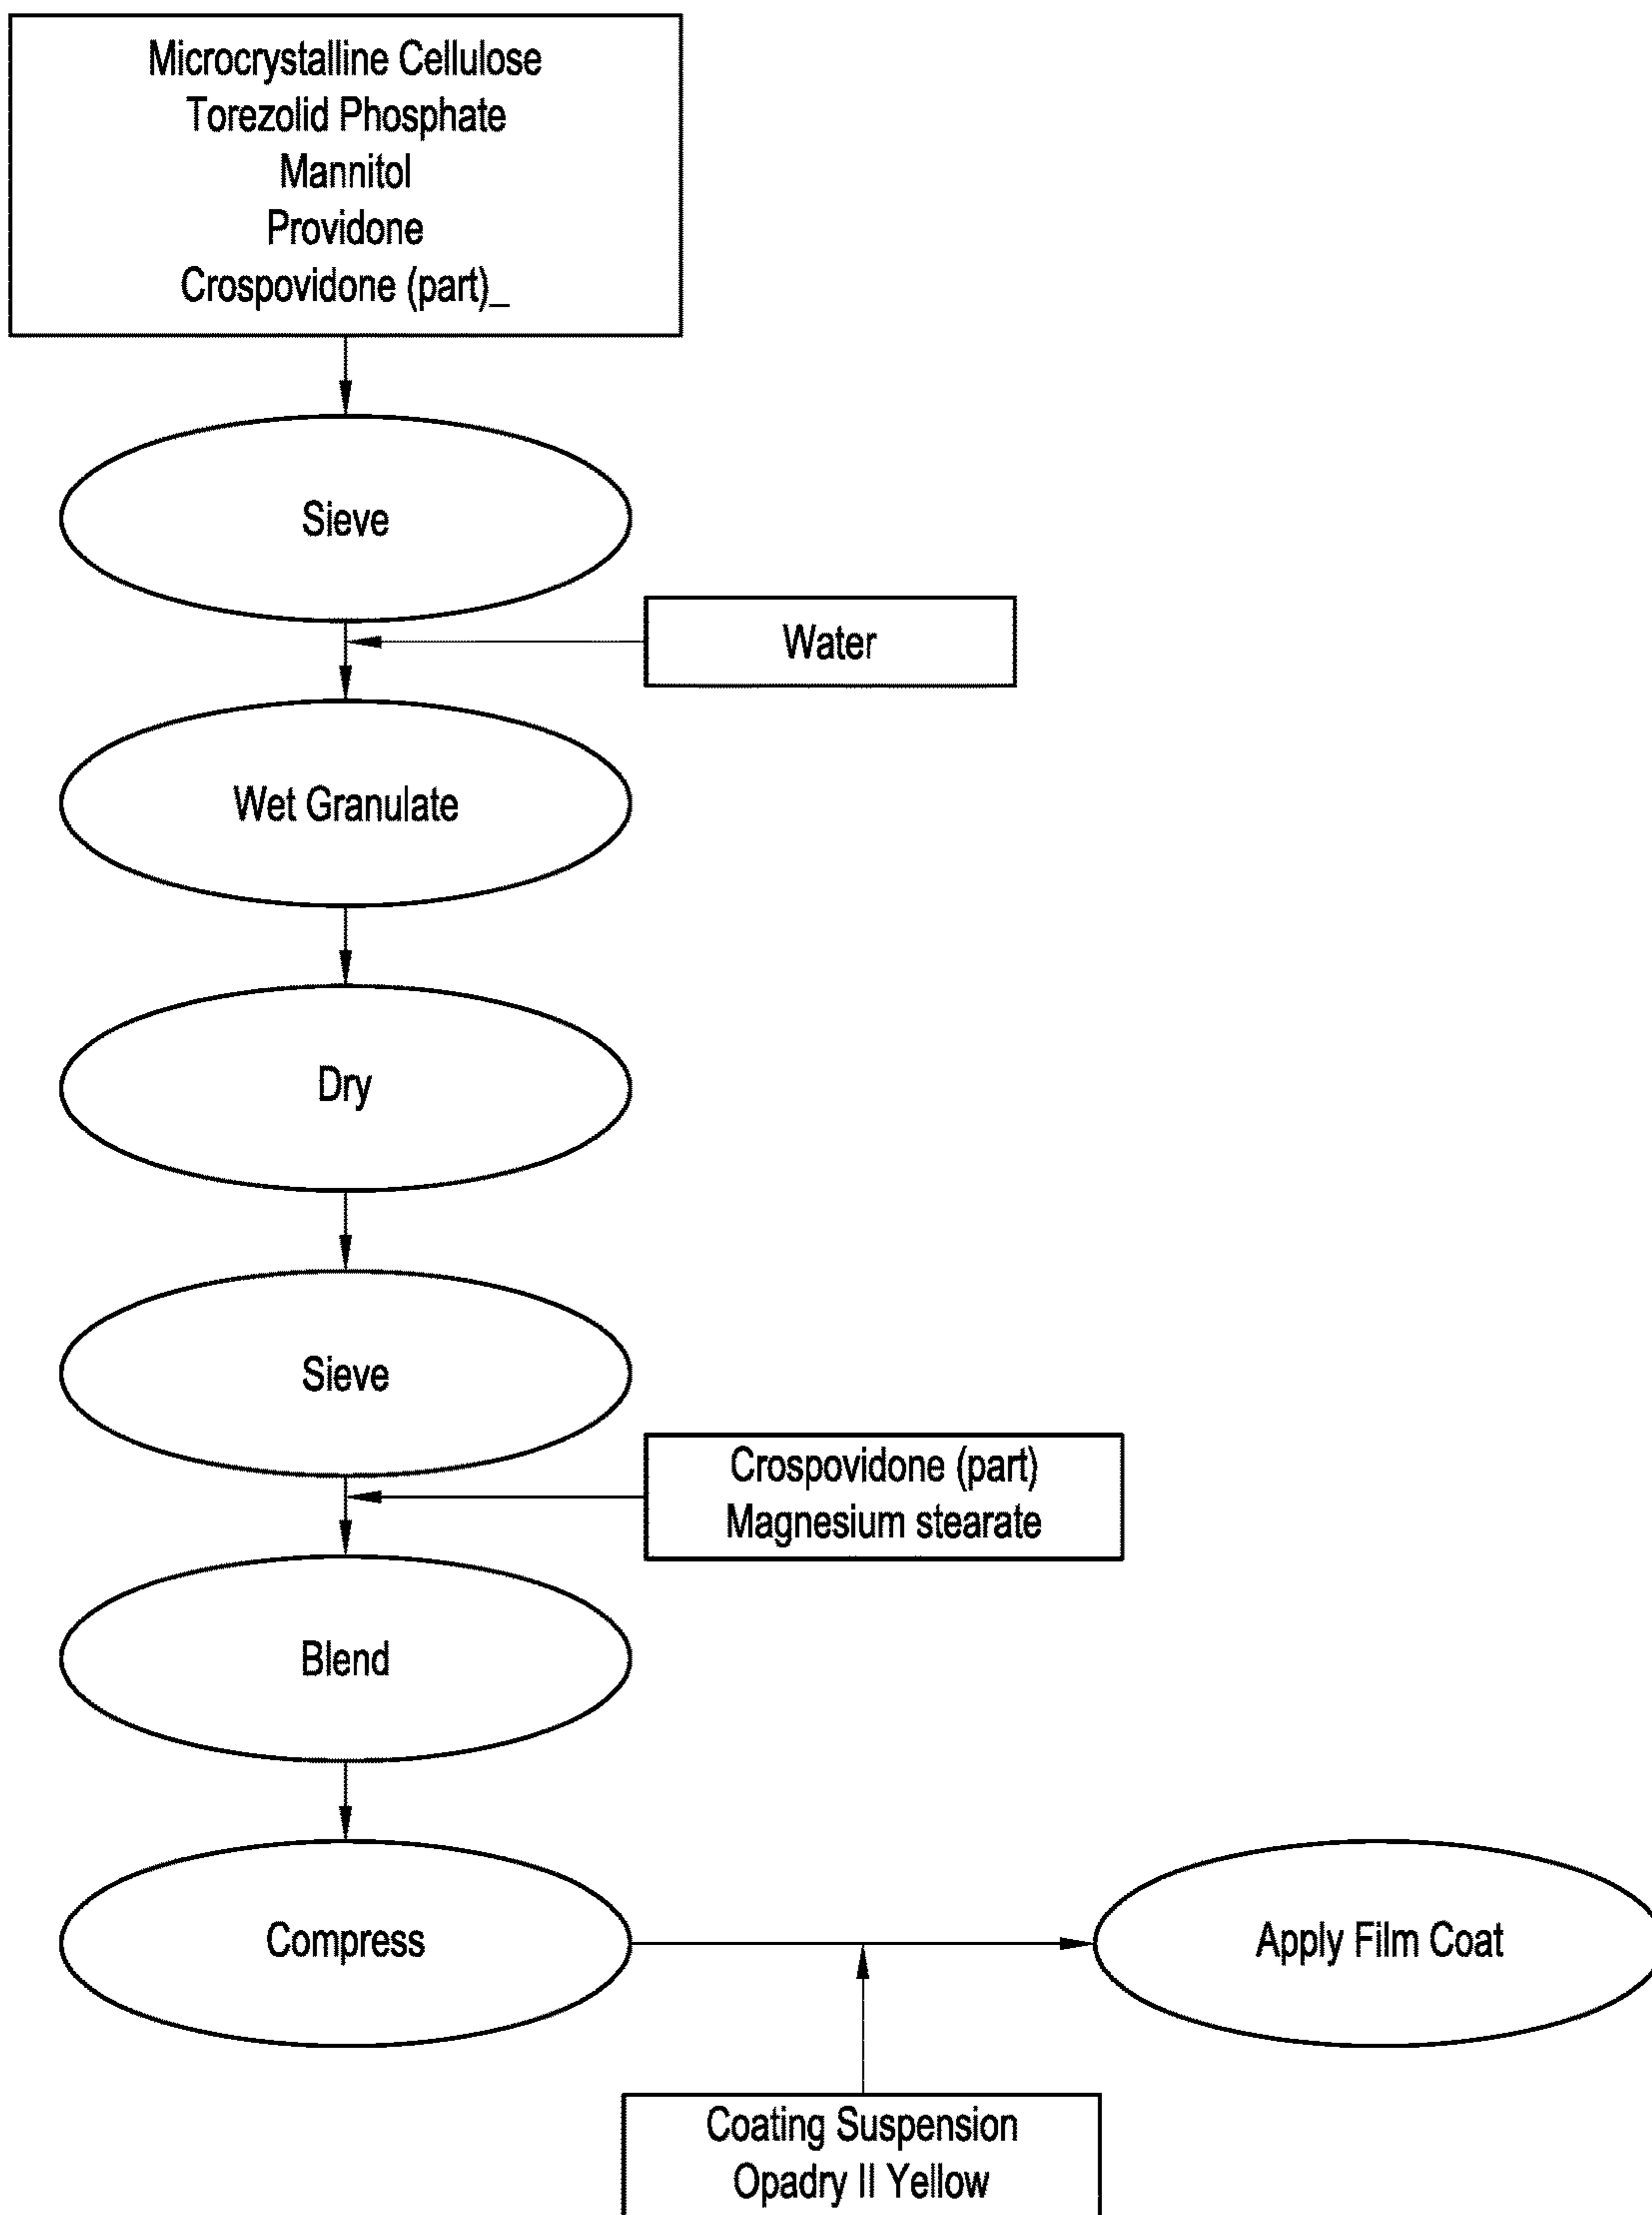 Microcrystalline Cellulose
Torezolid Phosphate
Mannitol
Providone
Crospovidone (part)_
Sieve
Water
Wet Granulate
Dry
Sieve
Crospovidone (part)
Magnesium stearate
Blend
Compress
Apply Film Coat
Coating Suspension
Opadry II Yellow